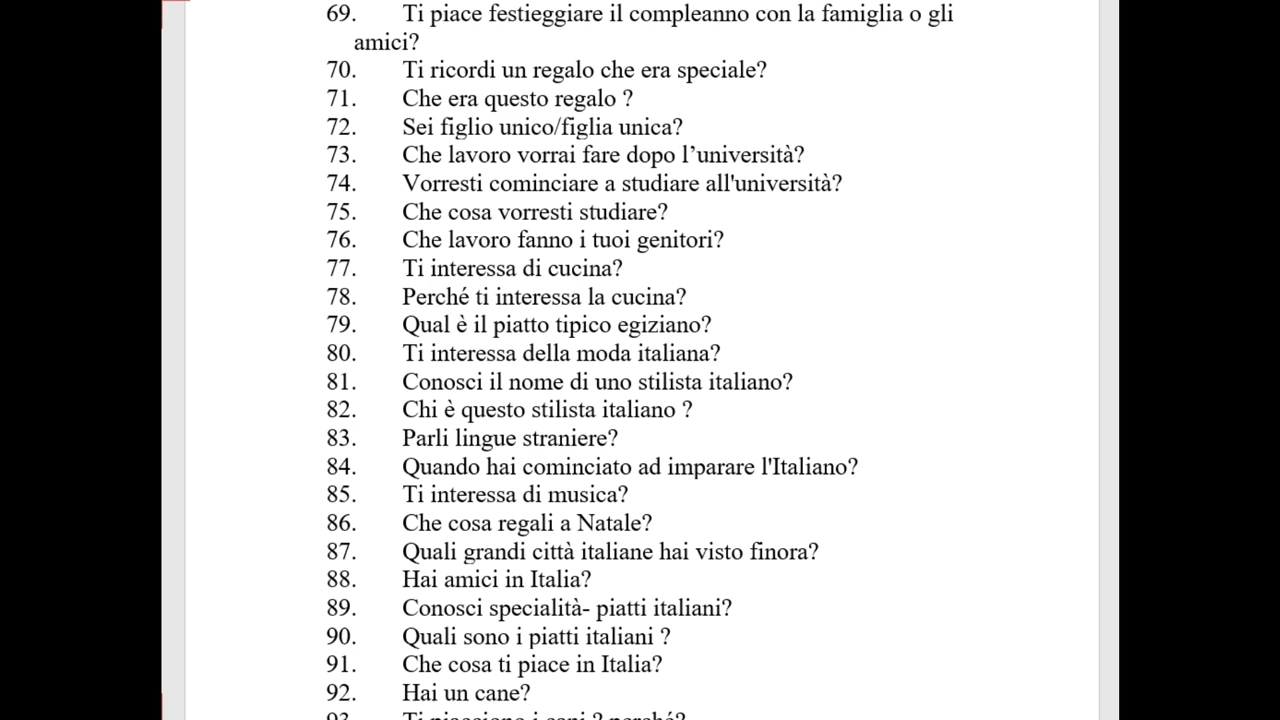 69. Ti piace festieggiare il compleanno con la famiglia o gli
amici?
70. Ti ricordi un regalo che era speciale?
71. Che era questo regalo ?
72. Sei figlio unico/figlia unica?
73. Che lavoro vorrai fare dopo l’università?
74. Vorresti cominciare a studiare all'università?
75. Che cosa vorresti studiare?
76. Che lavoro fanno i tuoi genitori?
77. Ti interessa di cucina?
78. Perché ti interessa la cucina?
79. Qual è il piatto tipico egiziano?
80. Ti interessa della moda italiana?
81. Conosci il nome di uno stilista italiano?
82. Chi è questo stilista italiano ?
83. Parli lingue straniere?
84. Quando hai cominciato ad imparare l'Italiano?
85. Ti interessa di musica?
86. Che cosa regali a Natale?
87. Quali grandi città italiane hai visto finora?
88. Hai amici in Italia?
89. Conosci specialità- piatti italiani?
90. Quali sono i piatti italiani ?
91. Che cosa ti piace in Italia?
92. Hai un cane?
93. Ti piacciono i cani ? perché?